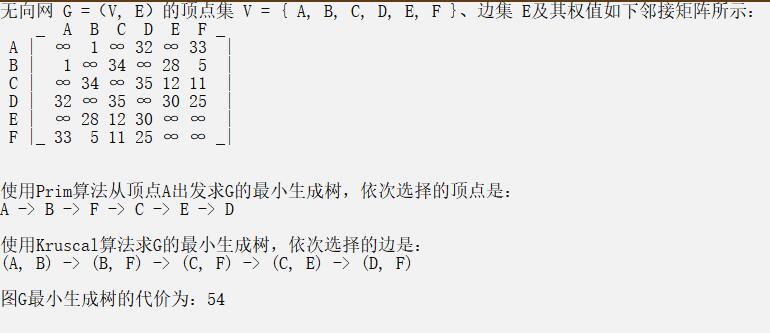 无向网 G =（V, E）的顶点集 V = { A, B, C, D, E, F }、边集 E及其权值如下邻接矩阵所示：
_ A B C D E F _
A | ∞ 1 ∞ 32 ∞ 33 |
B | 1 ∞ 34 ∞ 28 5 |
C | ∞ 34 ∞ 35 12 11 |
D | 32 ∞ 35 ∞ 30 25 |
E | ∞ 28 12 30 ∞ ∞ |
F |_ 33 5 11 25 ∞ ∞ _|
使用Prim算法从顶点A出发求G的最小生成树，依次选择的顶点是：
A -> B -> F -> C -> E -> D
使用Kruscal算法求G的最小生成树，依次选择的边是：
(A, B) -> (B, F) -> (C, F) -> (C, E) -> (D, F)
图G最小生成树的代价为：54